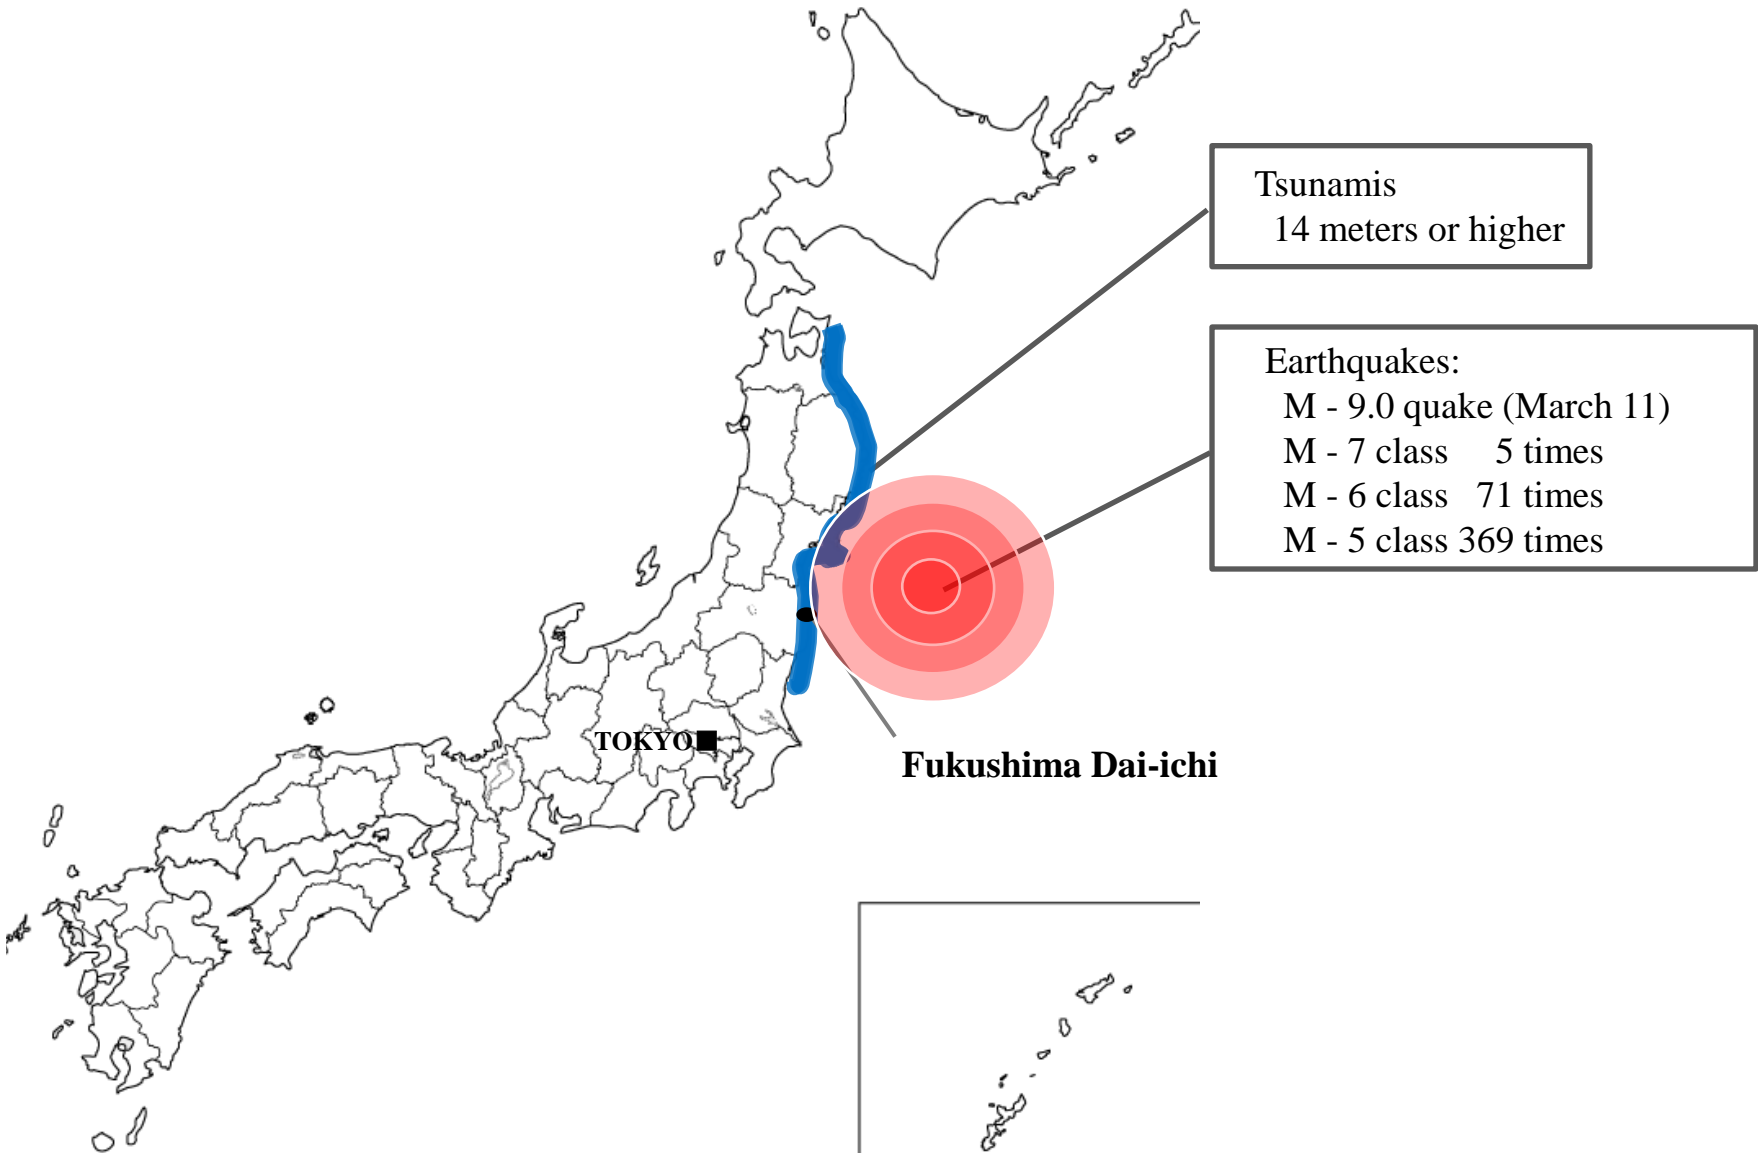 Tsunamis
14 meters or higher
Earthquakes:
M - 9.0 quake (March 11)
M - 7 class 5 times
M - 6 class 71 times
M - 5 class 369 times
TOKYO
Fukushima Dai-ichi